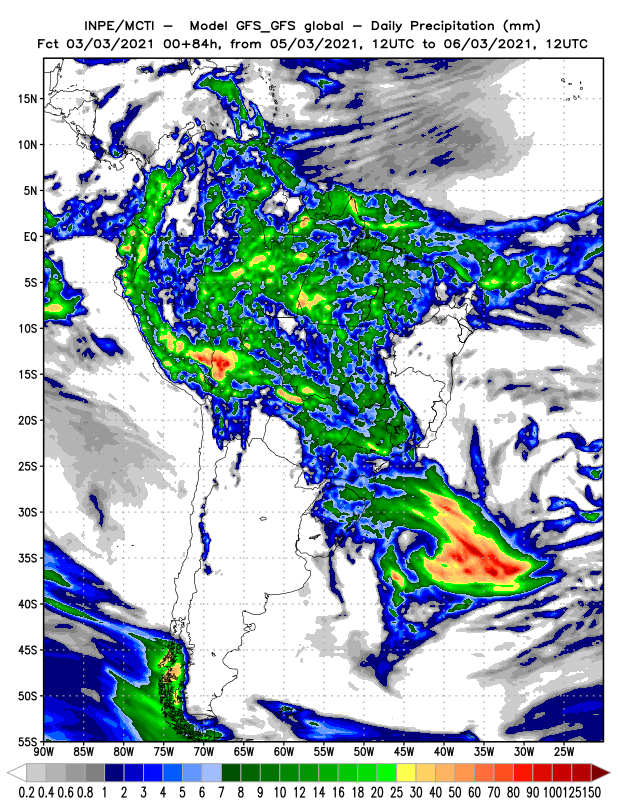 INPE/MCTI –  Model GFS_GFS global – Daily Precipitation (mm)
Fct 03/03/2021 00+84h, from 05/03/2021, 12UTC to 06/03/2021, 12UTC
15N
10N
5N
EQ
5S
10S
15S
20S
25S
30S
35S
40S
45S
50S
55S
90W 85W 80W 75W 70W 65W 60W 55W 50W 45W 40W 35W 30W 25W
0.2 0.4 0.6 0.8 1 2 3 4 5 6 7 8 9 10 12 14 16 18 20 25 30 40 50 60 70 80 90 100 125 150